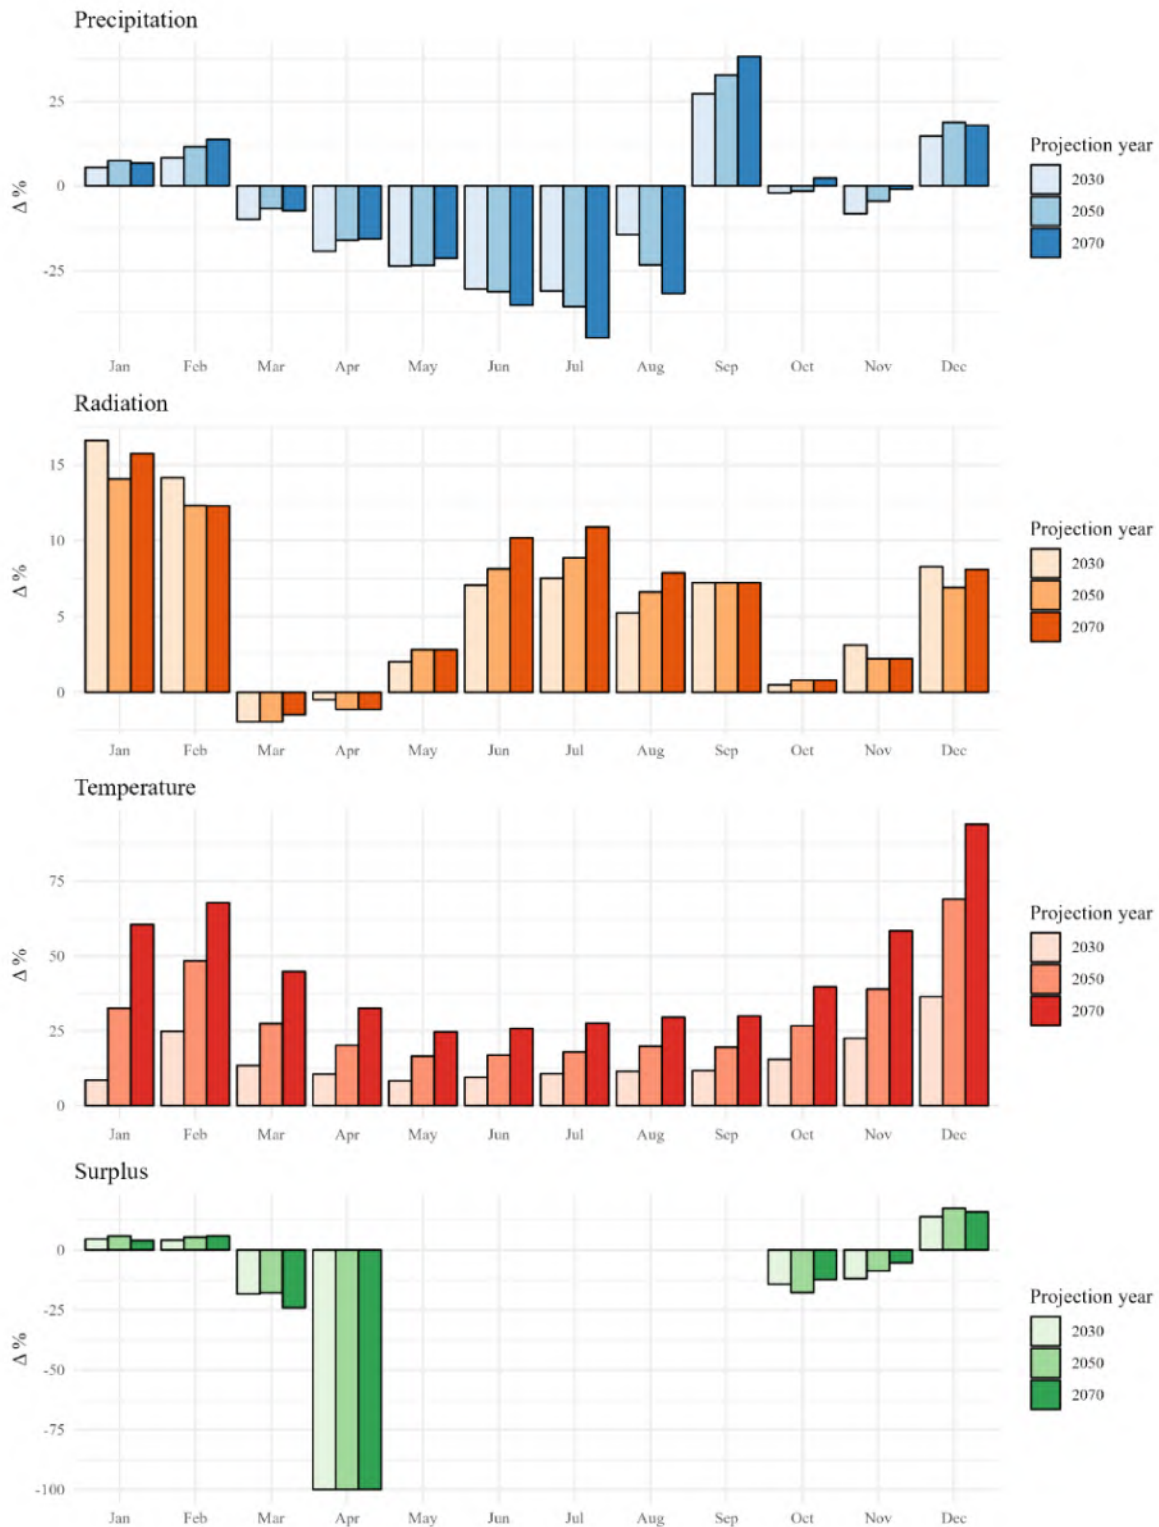 Precipitation
Δ %
25
0
-25
Jan Feb Mar Apr May Jun Jul Aug Sep Oct Nov Dec
Projection year
2030
2050
2070
Radiation
Δ %
15
10
5
0
Jan Feb Mar Apr May Jun Jul Aug Sep Oct Nov Dec
Projection year
2030
2050
2070
Temperature
Δ %
75
50
25
0
Jan Feb Mar Apr May Jun Jul Aug Sep Oct Nov Dec
Projection year
2030
2050
2070
Surplus
Δ %
0
-25
-50
-75
-100
Jan Feb Mar Apr May Jun Jul Aug Sep Oct Nov Dec
Projection year
2030
2050
2070